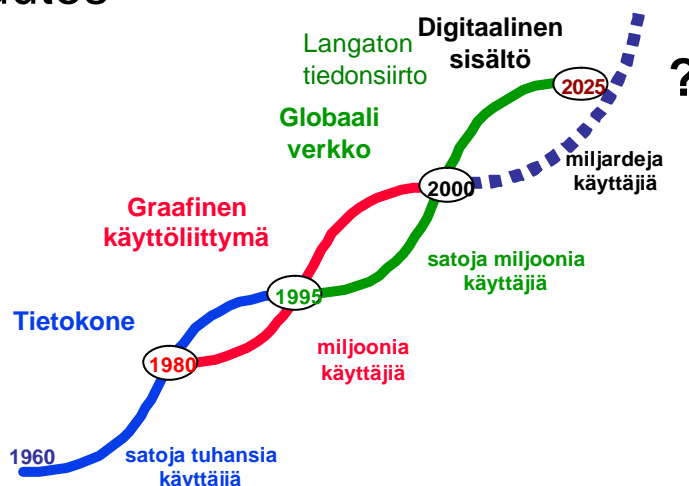 Langaton
tiedonsiirto
Digitaalinen
sisältö
?
2025
Globaali
verkko
miljardeja
käyttäjiä
2000
Graafinen
käyttöliittymä
satoja miljoonia
käyttäjiä
1995
Tietokone
miljoonia
käyttäjiä
1980
1960
satoja tuhansia
käyttäjiä